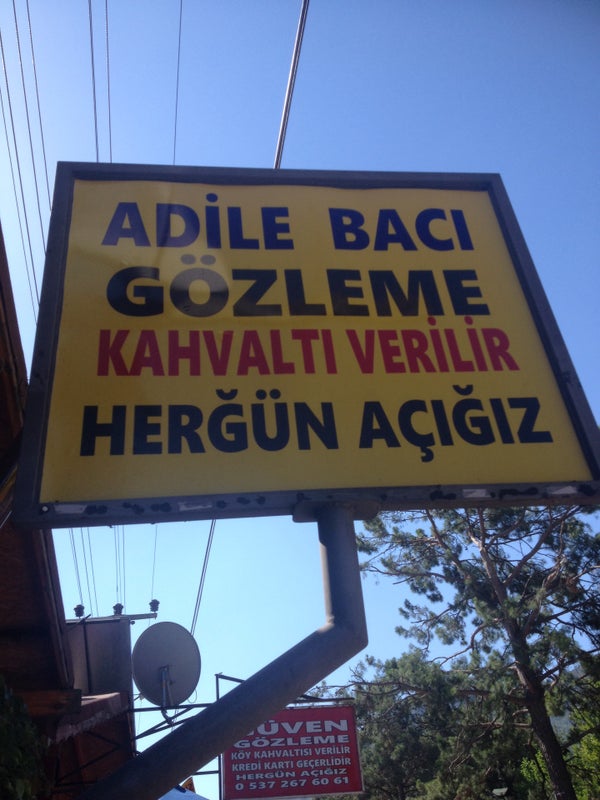 ADİLE BACI
GÖZLEME
KAHVALTI VERİLİR
HERĞÜN AÇIĞIZ
GÜVEN
GÖZLEME
KÖY KAHVALTISI VERİLİR
KREDİ KARTI GEÇERLİDİR
HERGÜN AÇIĞIZ
0 537 267 60 61